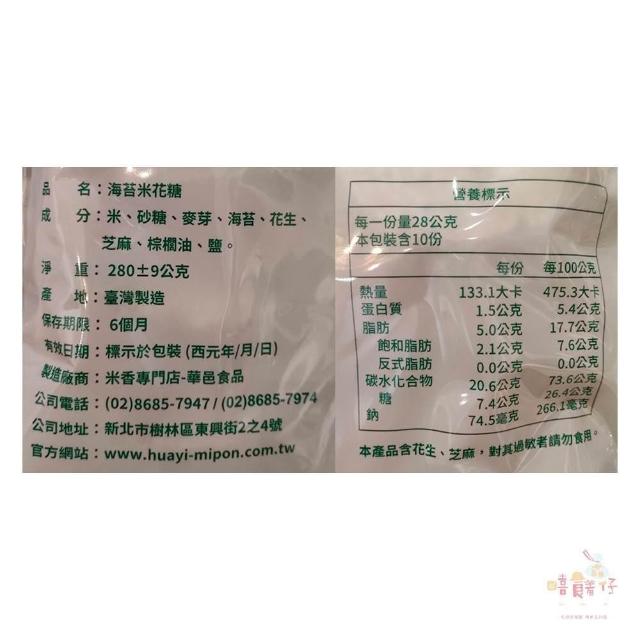 品　名：海苔米花糖
成　分：米、砂糖、麥芽、海苔、花生、
芝麻、棕櫚油、鹽。
淨　重：280±9公克
產　地：臺灣製造
保存期限：6個月
有效日期：標示於包裝 (西元年/月/日)
製造廠商：米香專門店-華邑食品
公司電話：(02)8685-7947 / (02)8685-7974
公司地址：新北市樹林區東興街2之4號
官方網站：www.huayi-mipon.com.tw
營養標示
每一份量28公克
本包裝含10份
每份 每100公克
熱量 133.1大卡 475.3大卡
蛋白質 1.5公克 5.4公克
脂肪 5.0公克 17.7公克
飽和脂肪 2.1公克 7.6公克
反式脂肪 0.0公克 0.0公克
碳水化合物 20.6公克 73.6公克
糖 7.4公克 26.4公克
鈉 74.5毫克 266.1毫克
本產品含花生、芝麻，對其過敏者請勿食用。